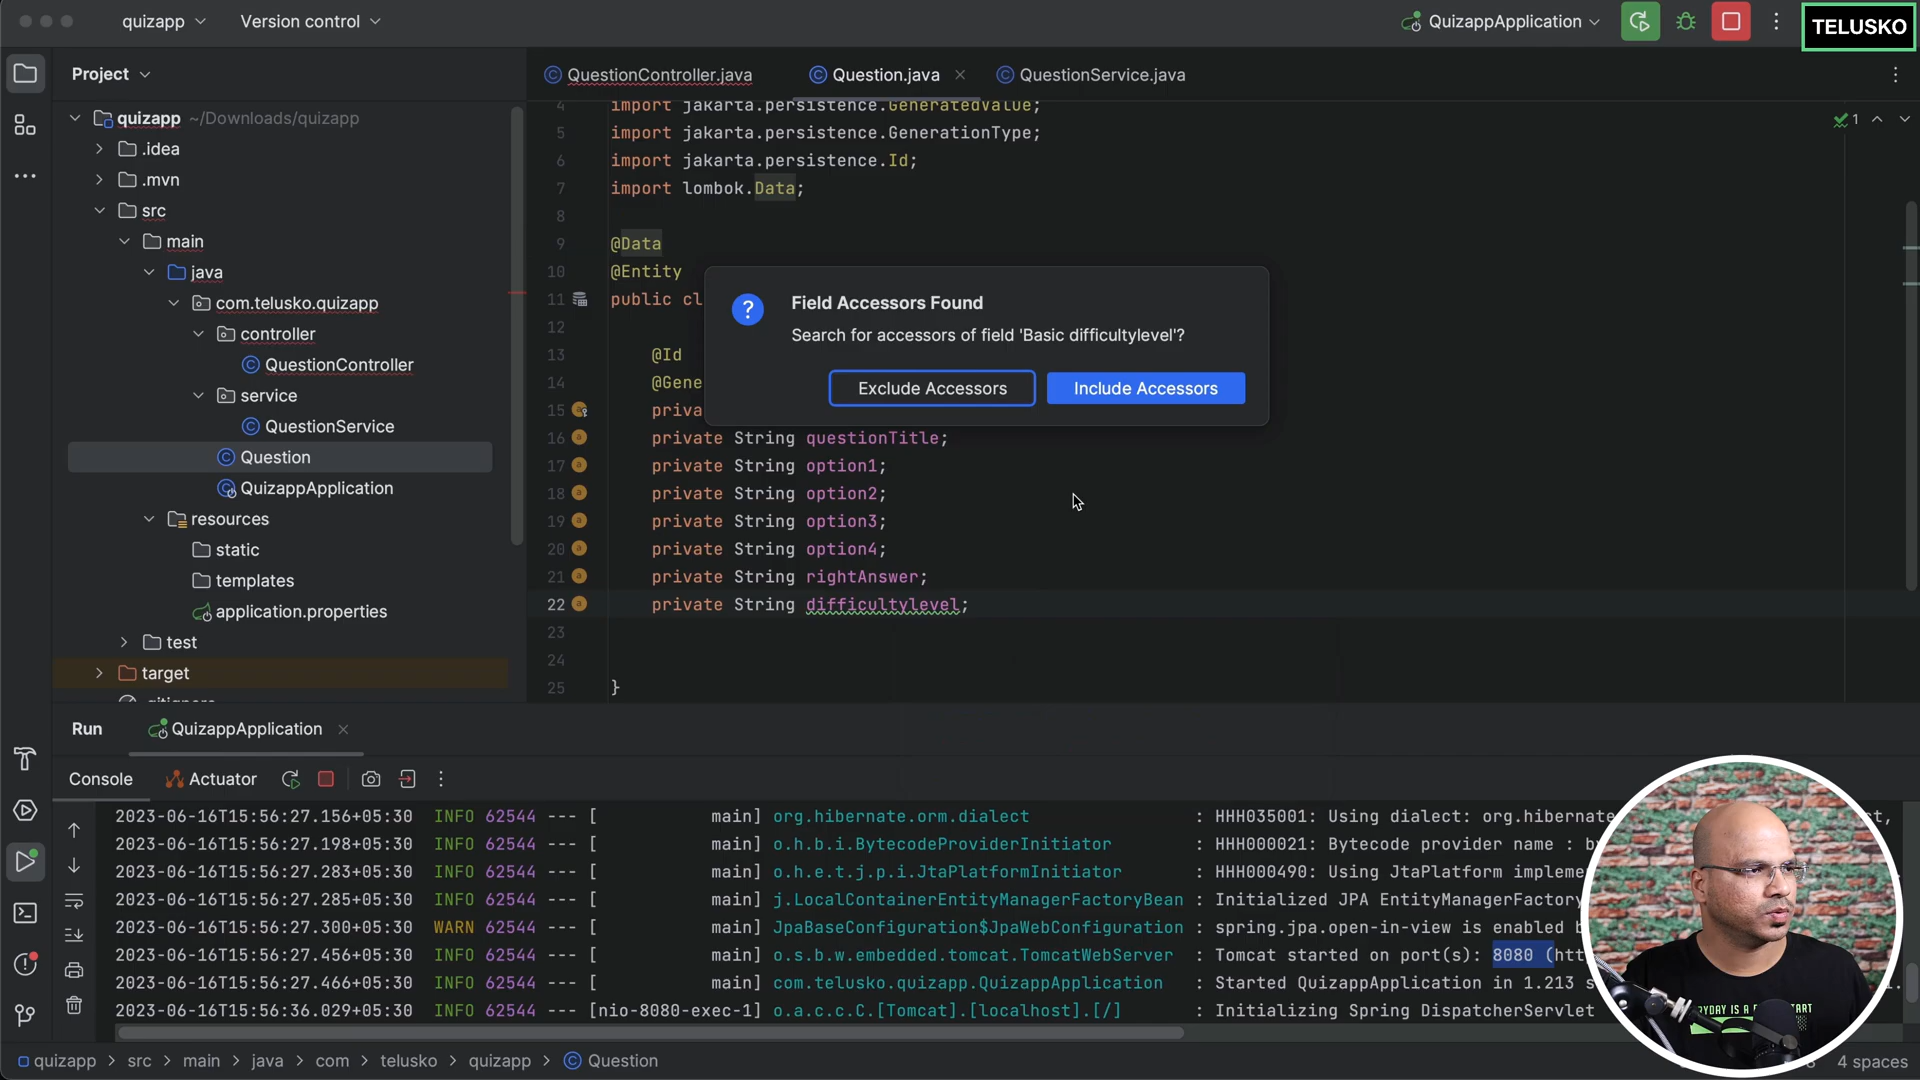 quizapp
Version control
QuizappApplication
TELUSKO
Project
QuestionController.java
Question.java
QuestionService.java
quizapp ~/Downloads/quizapp
.idea
.mvn
src
main
java
com.telusko.quizapp
controller
QuestionController
service
QuestionService
Question
QuizappApplication
resources
static
templates
application.properties
test
target
.gitignore
1
4 import jakarta.persistence.GeneratedValue;
5 import jakarta.persistence.GenerationType;
6 import jakarta.persistence.Id;
7 import lombok.Data;
8
9 @Data
10 @Entity
11 public cl
12
13 @Id
14 @Gene
15 priva
16 private String questionTitle;
17 private String option1;
18 private String option2;
19 private String option3;
20 private String option4;
21 private String rightAnswer;
22 private String difficultylevel;
23
24
25 }
Field Accessors Found
Search for accessors of field 'Basic difficultylevel'?
Exclude Accessors
Include Accessors
Run
QuizappApplication
Console
Actuator
2023-06-16T15:56:27.156+05:30 INFO 62544 --- [ main] org.hibernate.orm.dialect : HHH035001: Using dialect: org.hibernate
2023-06-16T15:56:27.198+05:30 INFO 62544 --- [ main] o.h.b.i.BytecodeProviderInitiator : HHH000021: Bytecode provider name : b
2023-06-16T15:56:27.283+05:30 INFO 62544 --- [ main] o.h.e.t.j.p.i.JtaPlatformInitiator : HHH000490: Using JtaPlatform impleme
2023-06-16T15:56:27.285+05:30 INFO 62544 --- [ main] j.LocalContainerEntityManagerFactoryBean : Initialized JPA EntityManagerFactory
2023-06-16T15:56:27.300+05:30 WARN 62544 --- [ main] JpaBaseConfiguration$JpaWebConfiguration : spring.jpa.open-in-view is enabled b
2023-06-16T15:56:27.456+05:30 INFO 62544 --- [ main] o.s.b.w.embedded.tomcat.TomcatWebServer : Tomcat started on port(s): 8080 (htt
2023-06-16T15:56:27.466+05:30 INFO 62544 --- [ main] com.telusko.quizapp.QuizappApplication : Started QuizappApplication in 1.213 s
2023-06-16T15:56:36.029+05:30 INFO 62544 --- [nio-8080-exec-1] o.a.c.c.C.[Tomcat].[localhost].[/] : Initializing Spring DispatcherServlet
quizapp > src > main > java > com > telusko > quizapp > Question
4 spaces